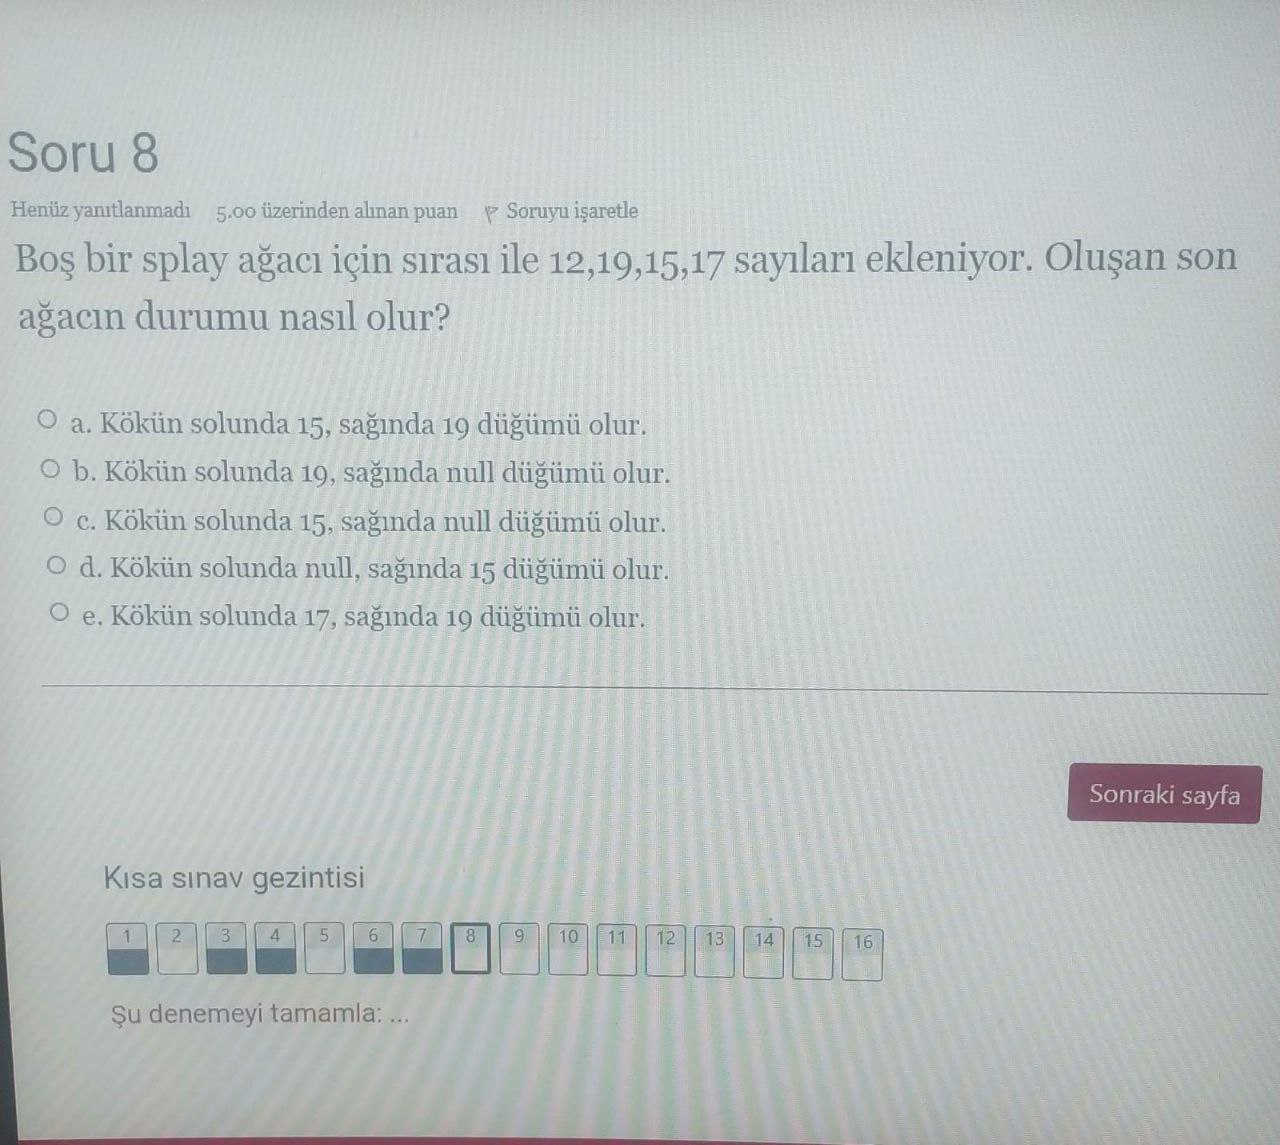 Soru 8
Henüz yanıtlanmadı 5.00 üzerinden alınan puan Soruyu işaretle
Boş bir splay ağacı için sırası ile 12,19,15,17 sayıları ekleniyor. Oluşan son
ağacın durumu nasıl olur?
a. Kökün solunda 15, sağında 19 düğümü olur.
b. Kökün solunda 19, sağında null düğümü olur.
c. Kökün solunda 15, sağında null düğümü olur.
d. Kökün solunda null, sağında 15 düğümü olur.
e. Kökün solunda 17, sağında 19 düğümü olur.
Sonraki sayfa
Kısa sınav gezintisi
1 2 3 4 5 6 7 8 9 10 11 12 13 14 15 16
Şu denemeyi tamamla: ...